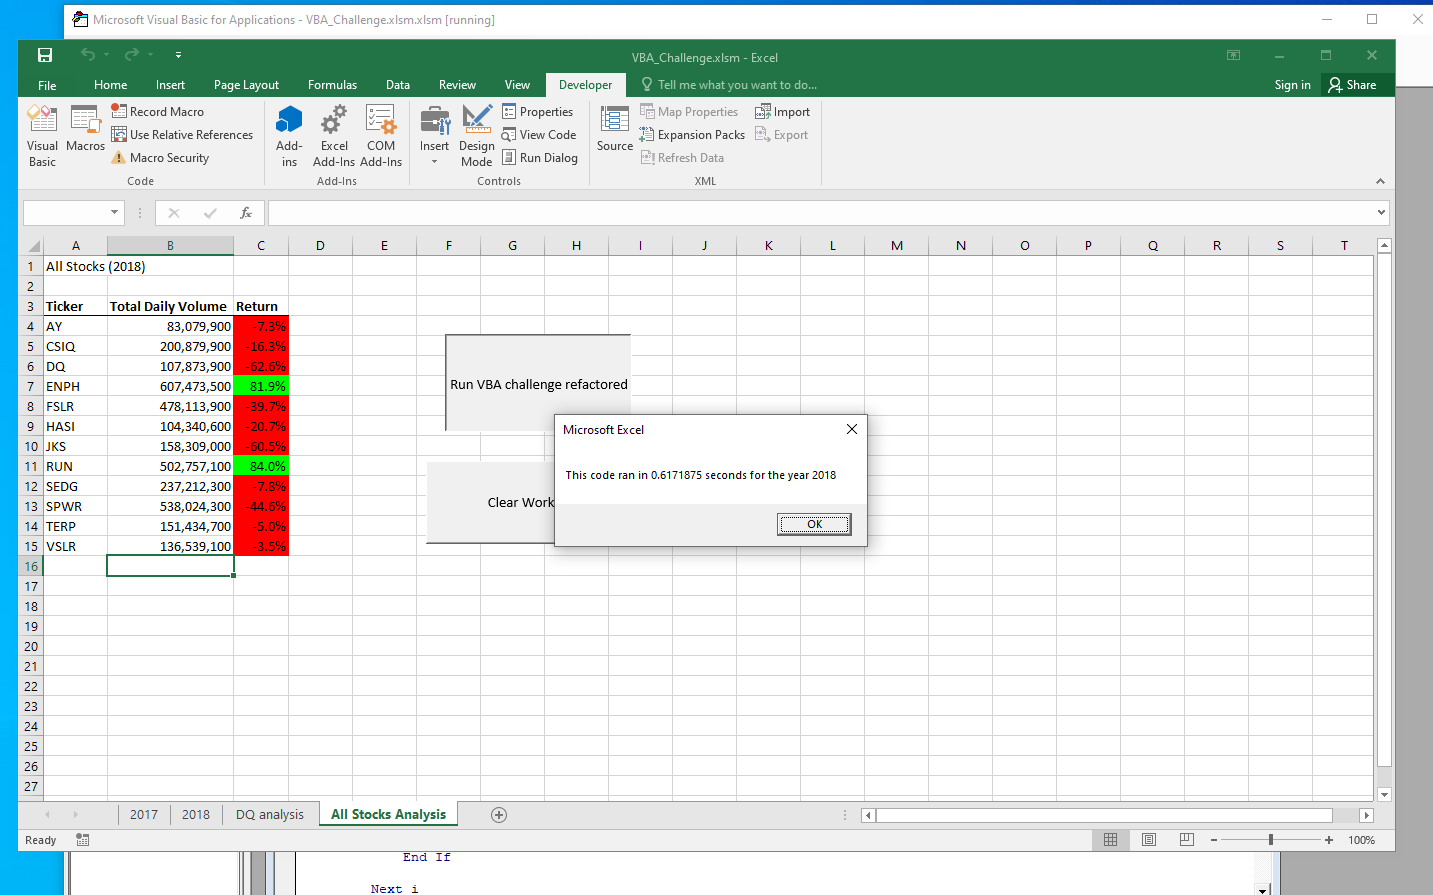 Microsoft Visual Basic for Applications - VBA_Challenge.xlsm.xlsm [running]
VBA_Challenge.xlsm - Excel
File Home Insert Page Layout Formulas Data Review View Developer Tell me what you want to do... Sign in Share
Visual Basic
Macros
Record Macro
Use Relative References
Macro Security
Code
Add-ins
Excel Add-Ins
COM Add-Ins
Add-Ins
Insert
Design Mode
Properties
View Code
Run Dialog
Controls
Source
Map Properties
Expansion Packs
Refresh Data
Import
Export
XML
fx
A B C D E F G H I J K L M N O P Q R S T
1 All Stocks (2018)
2
3 Ticker Total Daily Volume Return
4 AY 83,079,900 -7.3%
5 CSIQ 200,879,900 -16.3%
6 DQ 107,873,900 -62.6%
7 ENPH 607,473,500 81.9%
8 FSLR 478,113,900 -39.7%
9 HASI 104,340,600 -20.7%
10 JKS 158,309,000 -60.5%
11 RUN 502,757,100 84.0%
12 SEDG 237,212,300 -7.8%
13 SPWR 538,024,300 -44.6%
14 TERP 151,434,700 -5.0%
15 VSLR 136,539,100 -3.5%
16
17
18
19
20
21
22
23
24
25
26
27
Run VBA challenge refactored
Clear Work
Microsoft Excel
This code ran in 0.6171875 seconds for the year 2018
OK
2017 2018 DQ analysis All Stocks Analysis
Ready 100%
End If
Next i